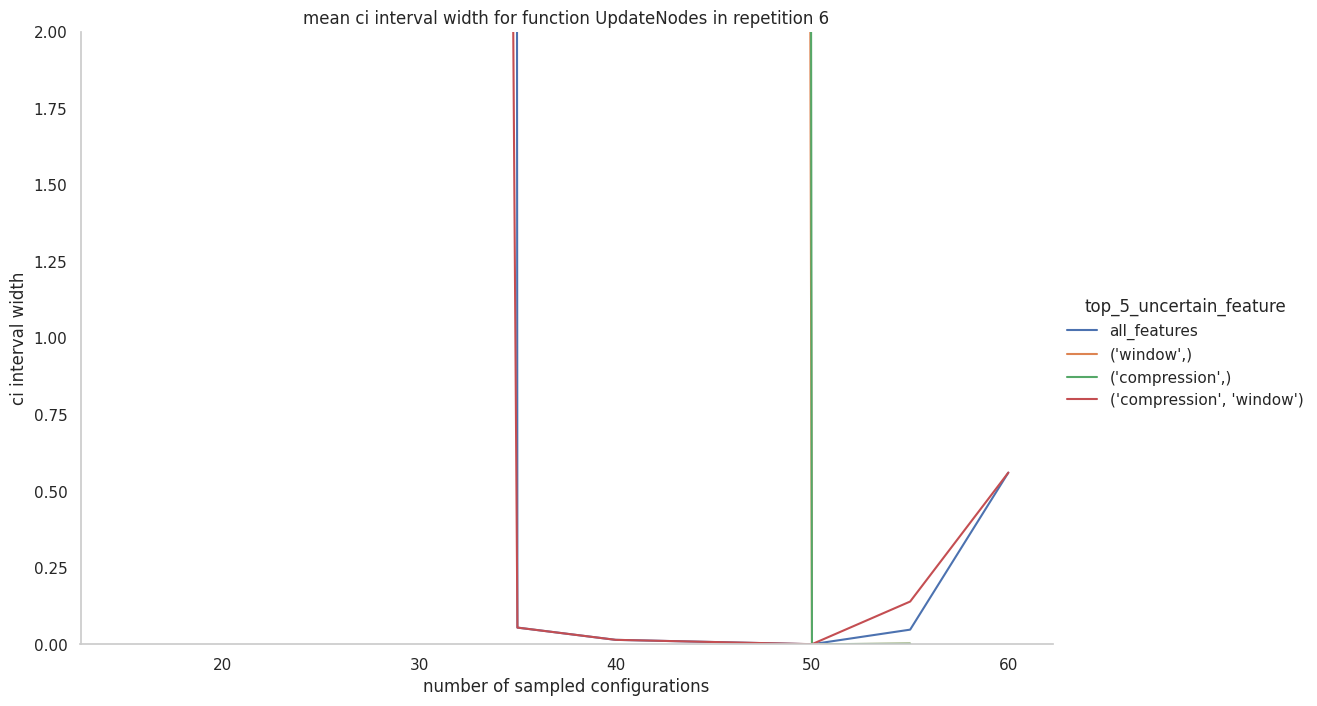 mean ci interval width for function UpdateNodes in repetition 6
2.00
1.75
1.50
1.25
1.00
0.75
0.50
0.25
0.00
ci interval width
20
30
40
50
60
number of sampled configurations
top_5_uncertain_feature
all_features
('window',)
('compression',)
('compression', 'window')